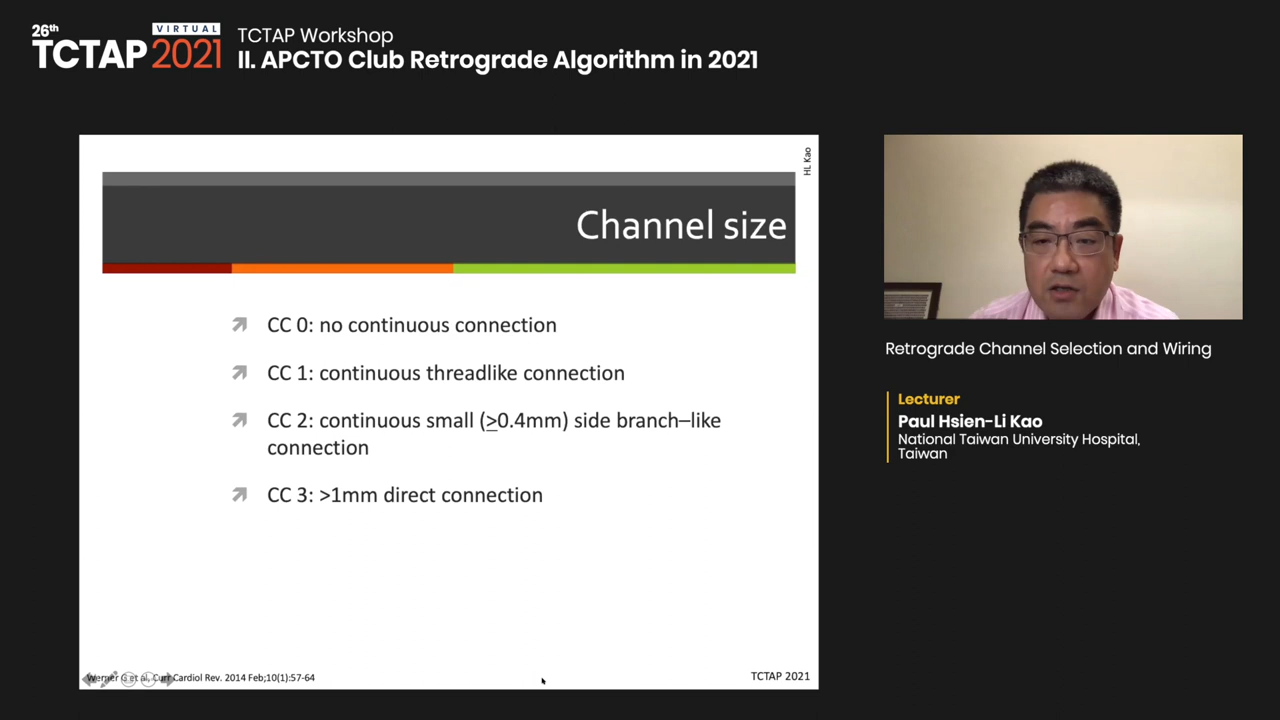 26th
VIRTUAL
TCTAP 2021
TCTAP Workshop
II. APCTO Club Retrograde Algorithm in 2021
HL Kao
Channel size
CC 0: no continuous connection
CC 1: continuous threadlike connection
CC 2: continuous small (≥0.4mm) side branch–like
connection
CC 3: >1mm direct connection
Werner G et al, Curr Cardiol Rev. 2014 Feb;10(1):57-64
TCTAP 2021
Retrograde Channel Selection and Wiring
Lecturer
Paul Hsien-Li Kao
National Taiwan University Hospital,
Taiwan